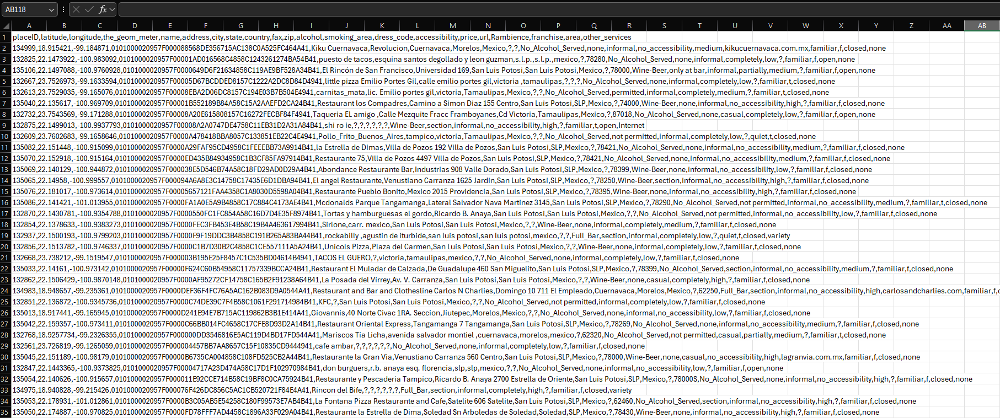 AB118
fx
A B C D E F G H I J K L M N O P Q R S T U V W X Y Z AA AB
1 placeID,latitude,longitude,the_geom_meter,name,address,city,state,country,fax,zip,alcohol,smoking_area,dress_code,accessibility,price,url,Rambience,franchise,area,other_services
2 134999,18.915421,-99.184871,0101000020957F000088568DE356715AC138C0A525FC464A41,Kiku Cuernavaca,Revolucion,Cuernavaca,Morelos,Mexico,?,?,No_Alcohol_Served,none,informal,no_accessibility,medium,kikucuernavaca.com.mx,familiar,f,closed,none
3 132825,22.1473922,-100.983092,0101000020957F00001AD016568C4858C1243261274BA54B41,puesto de tacos,esquina santos degollado y leon guzman,s.l.p.,s.l.p.,mexico,?,78280,No_Alcohol_Served,none,informal,completely,low,?,familiar,f,open,none
4 135106,22.1497088,-100.9760928,0101000020957F0000649D6F21634858C119AE9BF528A34B41,El Rincón de San Francisco,Universidad 169,San Luis Potosi,San Luis Potosi,Mexico,?,78000,Wine-Beer,only at bar,informal,partially,medium,?,familiar,f,open,none
5 132667,23.7526973,-99.1633594,0101000020957F00005D67BCDDED8157C1222A2DC8D84D4941,little pizza Emilio Portes Gil,calle emilio portes gil,victoria ,tamaulipas,?,?,?,No_Alcohol_Served,none,informal,completely,low,?,familiar,t,closed,none
6 132613,23.7529035,-99.165076,0101000020957F00008EBA2D06DC8157C194E03B7B504E4941,carnitas_mata,lic. Emilio portes gil,victoria,Tamaulipas,Mexico,?,?,No_Alcohol_Served,permitted,informal,completely,medium,?,familiar,t,closed,none
7 135040,22.135617,-100.969709,0101000020957F00001B552189B84A58C15A2AAEFD2CA24B41,Restaurant los Compadres,Camino a Simon Diaz 155 Centro,San Luis Potosi,SLP,Mexico,?,74000,Wine-Beer,none,informal,no_accessibility,high,?,familiar,f,closed,none
8 132732,23.7543569,-99.171288,0101000020957F00008A20E615808157C16272FECBF84F4941,Taqueria EL amigo ,Calle Mezquite Fracc Framboyanes,Cd Victoria,Tamaulipas,Mexico,?,87018,No_Alcohol_Served,none,casual,completely,low,?,familiar,f,open,none
9 132875,22.1499013,-100.9937793,0101000020957F00008A2A0747DE4758C11EB31D2A31A84B41,shi ro ie,?,?,?,?,?,?,Wine-Beer,section,informal,no_accessibility,high,?,familiar,t,open,Internet
10 132609,23.7602683,-99.1658646,0101000020957F0000A478418BBA8057C133851EB22C4E4941,Pollo_Frito_Buenos_Aires,tampico,victoria,Tamaulipas,Mexico,?,?,No_Alcohol_Served,not permitted,informal,completely,low,?,quiet,t,closed,none
11 135082,22.151448,-100.915099,0101000020957F0000A29FAF95CD4958C1FEEEBB73A9914B41,la Estrella de Dimas,Villa de Pozos 192 Villa de Pozos,San Luis Potosi,SLP,Mexico,?,78421,No_Alcohol_Served,none,informal,no_accessibility,medium,?,familiar,f,closed,none
12 135070,22.152918,-100.915164,0101000020957F0000ED435B84934958C1B3CF85FA97914B41,Restaurante 75,Villa de Pozos 4497 Villa de Pozos,San Luis Potosi,SLP,Mexico,?,78421,No_Alcohol_Served,none,informal,no_accessibility,medium,?,familiar,f,closed,none
13 135069,22.140129,-100.944872,0101000020957F000038E5D546B74A58C18FD29AD0D29A4B41,Abondance Restaurante Bar,Industrias 908 Valle Dorado,San Luis Potosi,SLP,Mexico,?,78399,Wine-Beer,none,informal,no_accessibility,low,?,familiar,f,closed,none
14 135065,22.14958,-100.999557,0101000020957F000094A6A8E3C14758C17435E6D1DBA94B41,El angel Restaurante,Venustiano Carranza 1625 Jardin,San Luis Potosi,SLP,Mexico,?,78250,Wine-Beer,section,informal,no_accessibility,high,?,familiar,f,closed,none
15 135076,22.181017,-100.973614,0101000020957F00005657121FAA4358C1A8030D5598A04B41,Restaurante Pueblo Bonito,Mexico 2015 Providencia,San Luis Potosi,SLP,Mexico,?,78395,Wine-Beer,none,informal,no_accessibility,high,?,familiar,f,closed,none
16 135086,22.141421,-101.013955,0101000020957F0000FA1A0E5A9B4858C17C884C4173AE4B41,Mcdonalds Parque Tangamanga,Lateral Salvador Nava Martinez 3145,San Luis Potosi,SLP,Mexico,?,78290,No_Alcohol_Served,not permitted,informal,no_accessibility,medium,?,familiar,t,closed,none
17 132870,22.1430781,-100.9354788,0101000020957F0000550FC1FC854A58C16D7D4E35F8974B41,Tortas y hamburguesas el gordo,Ricardo B. Anaya,San Luis Potosi,San Luis Potosi,Mexico,?,?,No_Alcohol_Served,not permitted,informal,no_accessibility,low,?,familiar,f,closed,none
18 132854,22.1378633,-100.9383273,0101000020957F0000FEC3FB453E4B58C19B4A463617994B41,Sirlone,carr. mexico,San Luis Potosi,San Luis Potosi,Mexico,?,?,Wine-Beer,none,informal,completely,medium,?,familiar,f,closed,none
19 132937,22.1500193,-100.9799203,0101000020957F0000F9F19DDC3B4858C191B265A83BA44B41,rockabilly ,agustin de iturbide,san luis potosi,san luis potosi,mexico,?,?,Full_Bar,section,informal,completely,low,?,quiet,f,closed,variety
20 132856,22.1513782,-100.9746337,0101000020957F0000C1B7D30B2C4858C1CE557111A5A24B41,Unicols Pizza,Plaza del Carmen,San Luis Potosi,San Luis Potosi,Mexico,?,?,Wine-Beer,none,informal,completely,low,?,familiar,f,closed,none
21 132668,23.738212,-99.1519547,0101000020957F000003B195E25F8457C1C535BD04614B4941,TACOS EL GUERO,?,victoria,tamaulipas,mexico,?,?,No_Alcohol_Served,none,informal,completely,low,?,familiar,f,closed,none
22 135033,22.14161,-100.973142,0101000020957F0000F624C60B54958C11757339BCCA24B41,Restaurant El Muladar de Calzada,De Guadalupe 460 San Miguelito,San Luis Potosi,SLP,Mexico,?,78399,No_Alcohol_Served,section,informal,no_accessibility,medium,?,familiar,f,closed,none
23 132862,22.1506429,-100.9870148,0101000020957F0000AF95272CF14758C165B2F91238A64B41,La Posada del Virrey,Av. V. Carranza,San Luis Potosi,San Luis Potosi,Mexico,?,?,Wine-Beer,none,casual,completely,high,?,familiar,f,closed,none
24 134983,18.948657,-99.235361,0101000020957F0000DEF36F4FC76A5AC162B083D9A0544A41,Restaurant and Bar and Clothesline Carlos N Charlies,Domingo 10 711 El Empleado,Cuernavaca,Morelos,Mexico,?,62250,Full_Bar,section,informal,no_accessibility,high,carlosandcharlies.com,familiar,f,c
25 132851,22.136872,-100.9345736,0101000020957F0000C74DE39C7F4B58C1061F291714984B41,KFC,?,San Luis Potosi,San Luis Potosi,Mexico,?,?,No_Alcohol_Served,not permitted,informal,completely,low,?,familiar,f,closed,none
26 135013,18.917441,-99.165945,0101000020957F0000D241E94E7B715AC119862B3B1E414A41,Giovannis,40 Norte Civac 1RA. Seccion,Jiutepec,Morelos,Mexico,?,?,No_Alcohol_Served,none,informal,no_accessibility,low,?,familiar,f,closed,none
27 135042,22.159357,-100.973411,0101000020957F0000C66BB014FC4658C17CFE8D93D2A14B41,Restaurant Oriental Express,Tangamanga 7 Tangamanga,San Luis Potosi,SLP,Mexico,?,78269,No_Alcohol_Served,none,informal,no_accessibility,medium,?,familiar,f,closed,none
28 132768,18.9257734,-99.2326355,0101000020957F000000DD3546816E5AC119D4BD17FD544A41,Mariscos Tia Licha,avenida salvador montiel ,cuernavaca,morelos,mexico,?,62320,No_Alcohol_Served,not permitted,casual,partially,medium,?,familiar,t,closed,none
29 132561,23.726819,-99.1265059,0101000020957F00004457BB7AA8657C15F10835CD9444941,cafe ambar,?,?,?,?,?,?,No_Alcohol_Served,none,informal,completely,low,?,familiar,f,closed,none
30 135045,22.151189,-100.98179,0101000020957F00000B6735CA004858C108FD525CB2A44B41,Restaurante la Gran Via,Venustiano Carranza 560 Centro,San Luis Potosi,SLP,Mexico,?,78000,Wine-Beer,none,casual,no_accessibility,high,lagranvia.com.mx,familiar,f,closed,none
31 132847,22.1443365,-100.9373825,0101000020957F00004717A23D474A58C17D1F102970984B41,don burguers,r.b. anaya esq. florencia,slp,slp,mexico,?,?,No_Alcohol_Served,none,informal,no_accessibility,low,?,familiar,f,open,none
32 135054,22.140626,-100.915657,0101000020957F000011E92CCE714B58C19BF8C0CA75924B41,Restaurante y Pescaderia Tampico,Ricardo B. Anaya 2700 Estrella de Oriente,San Luis Potosi,SLP,Mexico,?,78000S,No_Alcohol_Served,none,informal,no_accessibility,high,?,familiar,f,closed,none
33 134975,18.940828,-99.215426,0101000020957F000076F426DC856C5AC1CB520721F84E4A41,Rincon del Bife,?,?,?,?,?,?,Full_Bar,section,informal,completely,high,?,familiar,f,closed,variety
34 135053,22.178931,-101.012861,0101000020957F0000B3C05AB5E54258C180F99573E7AB4B41,La Fontana Pizza Restaurante and Cafe,Satelite 606 Satelite,San Luis Potosi,SLP,Mexico,?,62460,No_Alcohol_Served,section,informal,no_accessibility,high,?,familiar,f,closed,none
35 135050,22.174887,-100.970825,0101000020957F0000FD78FFF7AD4458C1896A33F029A04B41,Restaurante la Estrella de Dima,Soledad Sn Arboledas de Soledad,Soledad,SLP,Mexico,?,78430,Wine-Beer,none,informal,no_accessibility,high,?,familiar,f,closed,none